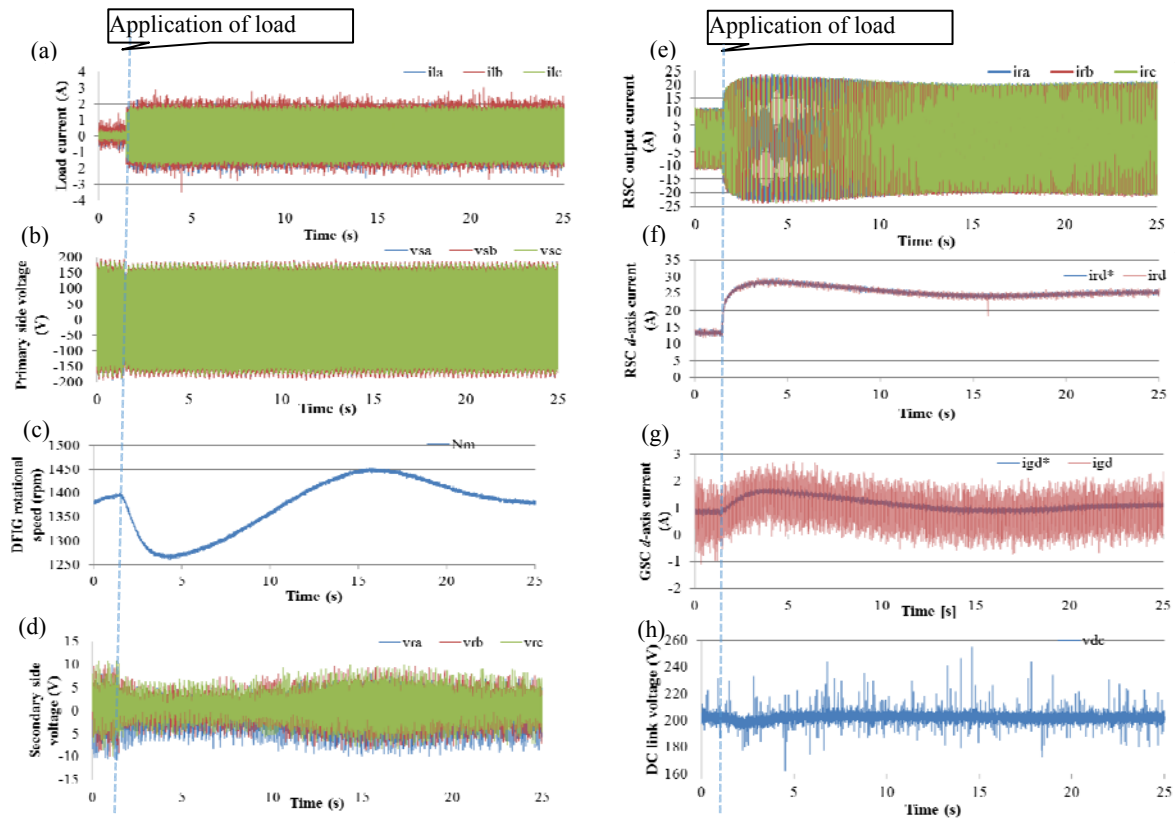 Application of load
(a)
ila ilb ilc
Load current (A)
4
3
2
1
0
-1
-2
-3
-4
0 5 10 15 20 25
Time (s)
(b)
vsa vsb vsc
Primary side voltage
(V)
200
150
100
50
0
-50
-100
-150
-200
0 5 10 15 20 25
Time (s)
(c)
Nm
DFIG rotational
speed (rpm)
1500
1450
1400
1350
1300
1250
0 5 10 15 20 25
Time (s)
(d)
vra vrb vrc
Secondary side
voltage (V)
15
10
5
0
-5
-10
-15
0 5 10 15 20 25
Time (s)
Application of load
(e)
ira irb irc
RSC output current
(A)
25
20
15
10
5
0
-5
-10
-15
-20
-25
0 5 10 15 20 25
Time (s)
(f)
ird* ird
RSC d-axis current
(A)
35
30
25
20
15
10
5
0
0 5 10 15 20 25
Time (s)
(g)
igd* igd
GSC d-axis current
(A)
3
2
1
0
-1
-2
0 5 10 15 20 25
Time [s]
(h)
vdc
DC link voltage (V)
260
240
220
200
180
160
0 5 10 15 20 25
Time (s)